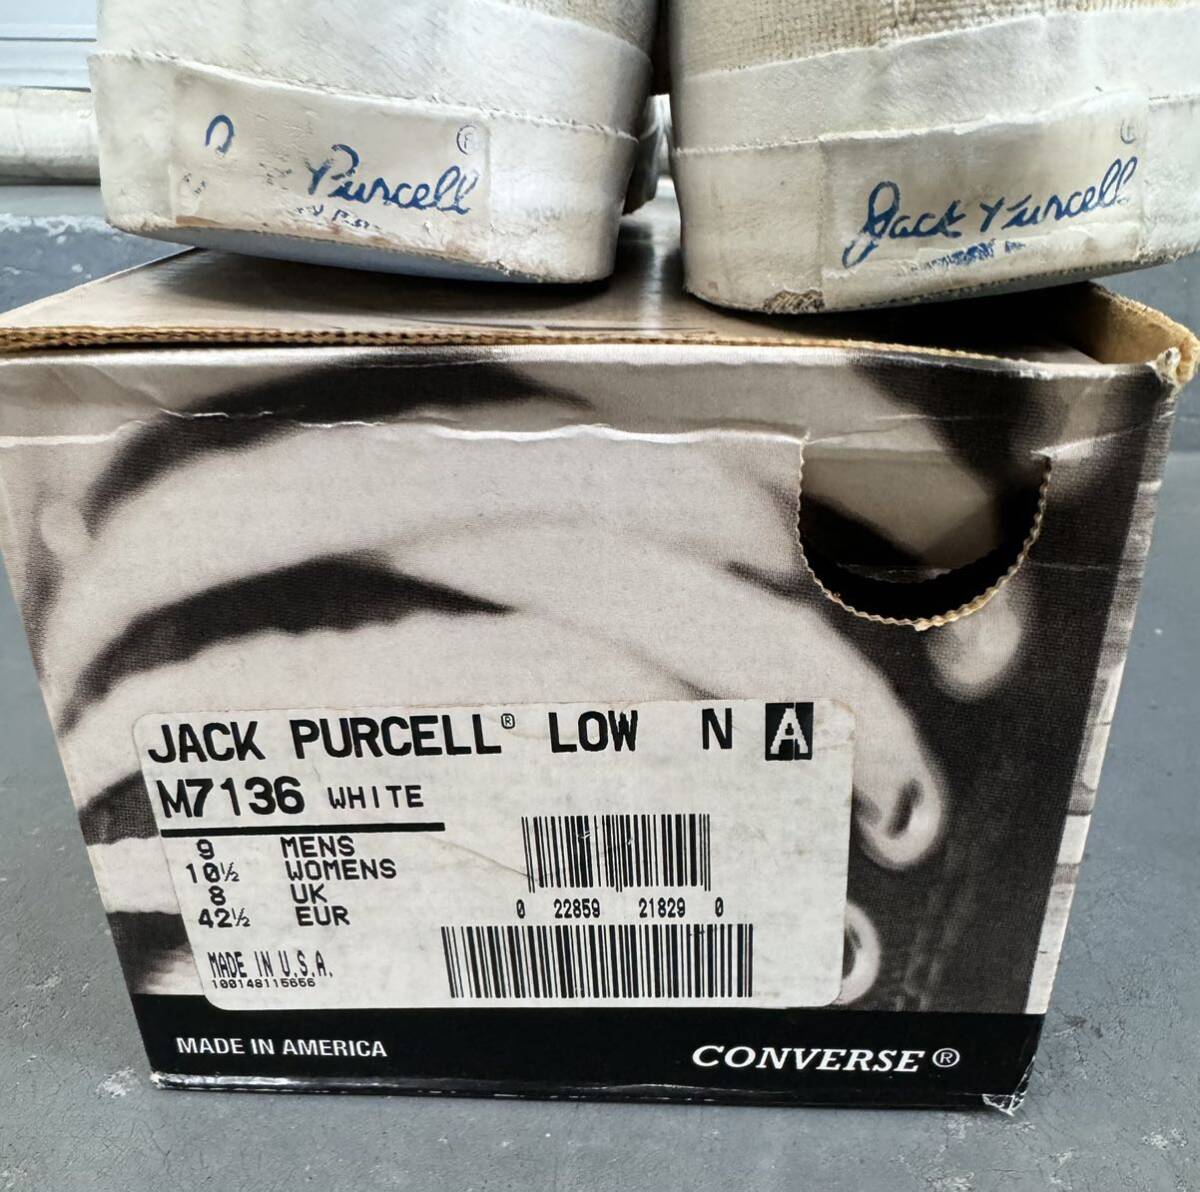 Purcell ®
Jack Purcell ®
JACK PURCELL® LOW N A
M7136 WHITE
9 MENS
10½ WOMENS
8 UK
42½ EUR
0 22859 21829 0
MADE IN U.S.A.
100148115656
MADE IN AMERICA
CONVERSE®